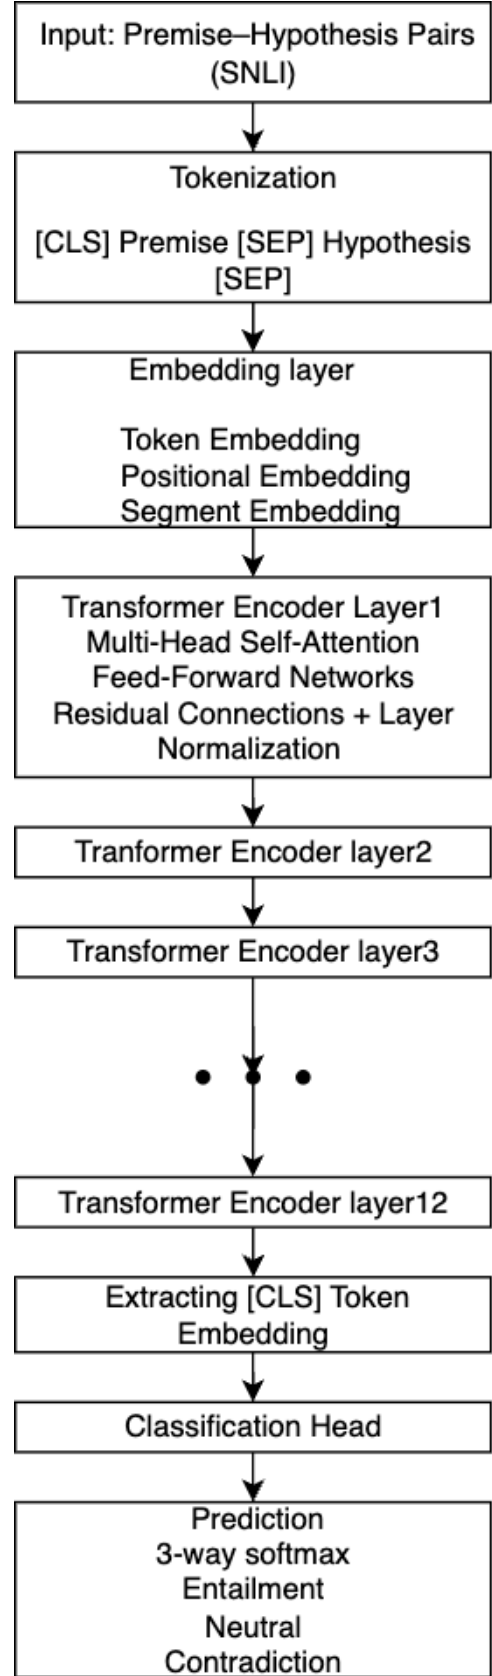 Input: Premise–Hypothesis Pairs
(SNLI)
Tokenization
[CLS] Premise [SEP] Hypothesis
[SEP]
Embedding layer
Token Embedding
Positional Embedding
Segment Embedding
Transformer Encoder Layer1
Multi-Head Self-Attention
Feed-Forward Networks
Residual Connections + Layer
Normalization
Tranformer Encoder layer2
Transformer Encoder layer3
Transformer Encoder layer12
Extracting [CLS] Token
Embedding
Classification Head
Prediction
3-way softmax
Entailment
Neutral
Contradiction